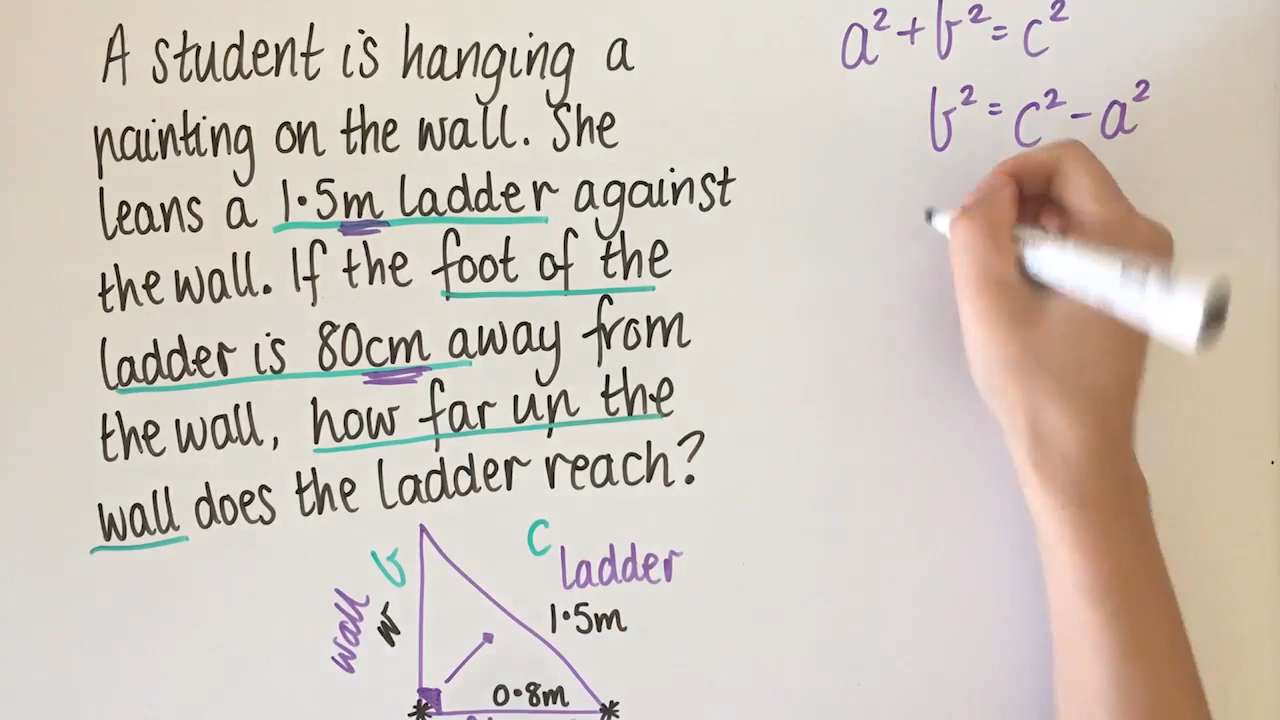 A student is hanging a
painting on the wall. She
leans a 1·5m ladder against
the wall. If the foot of the
ladder is 80cm away from
the wall, how far up the
wall does the ladder reach?
a² + b² = c²
b² = c² - a²
b
c
ladder
wall
w
1·5m
0·8m